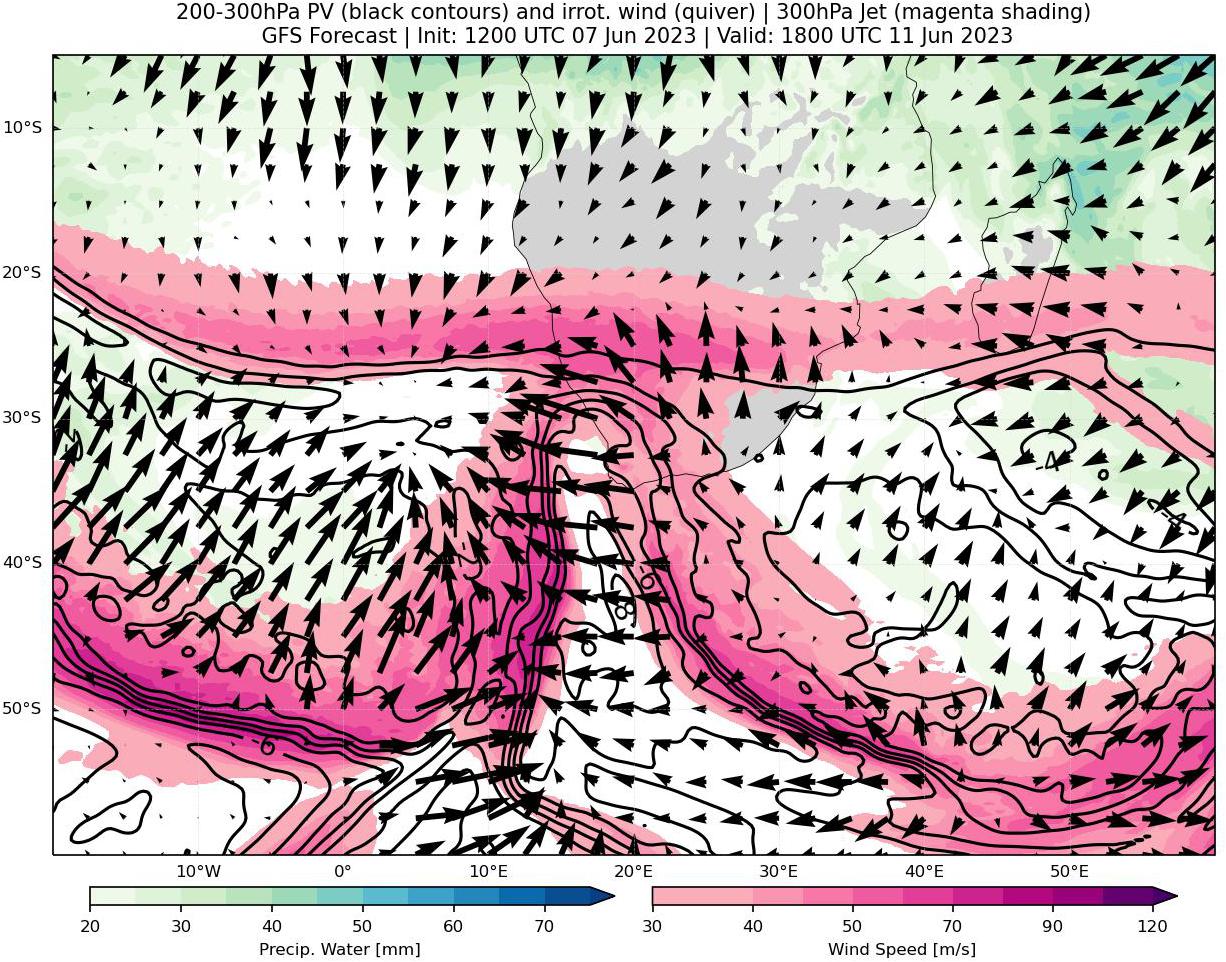 200-300hPa PV (black contours) and irrot. wind (quiver) | 300hPa Jet (magenta shading)
GFS Forecast | Init: 1200 UTC 07 Jun 2023 | Valid: 1800 UTC 11 Jun 2023
10°S
20°S
30°S
40°S
50°S
10°W 0° 10°E 20°E 30°E 40°E 50°E
20 30 40 50 60 70
Precip. Water [mm]
30 40 50 70 90 120
Wind Speed [m/s]